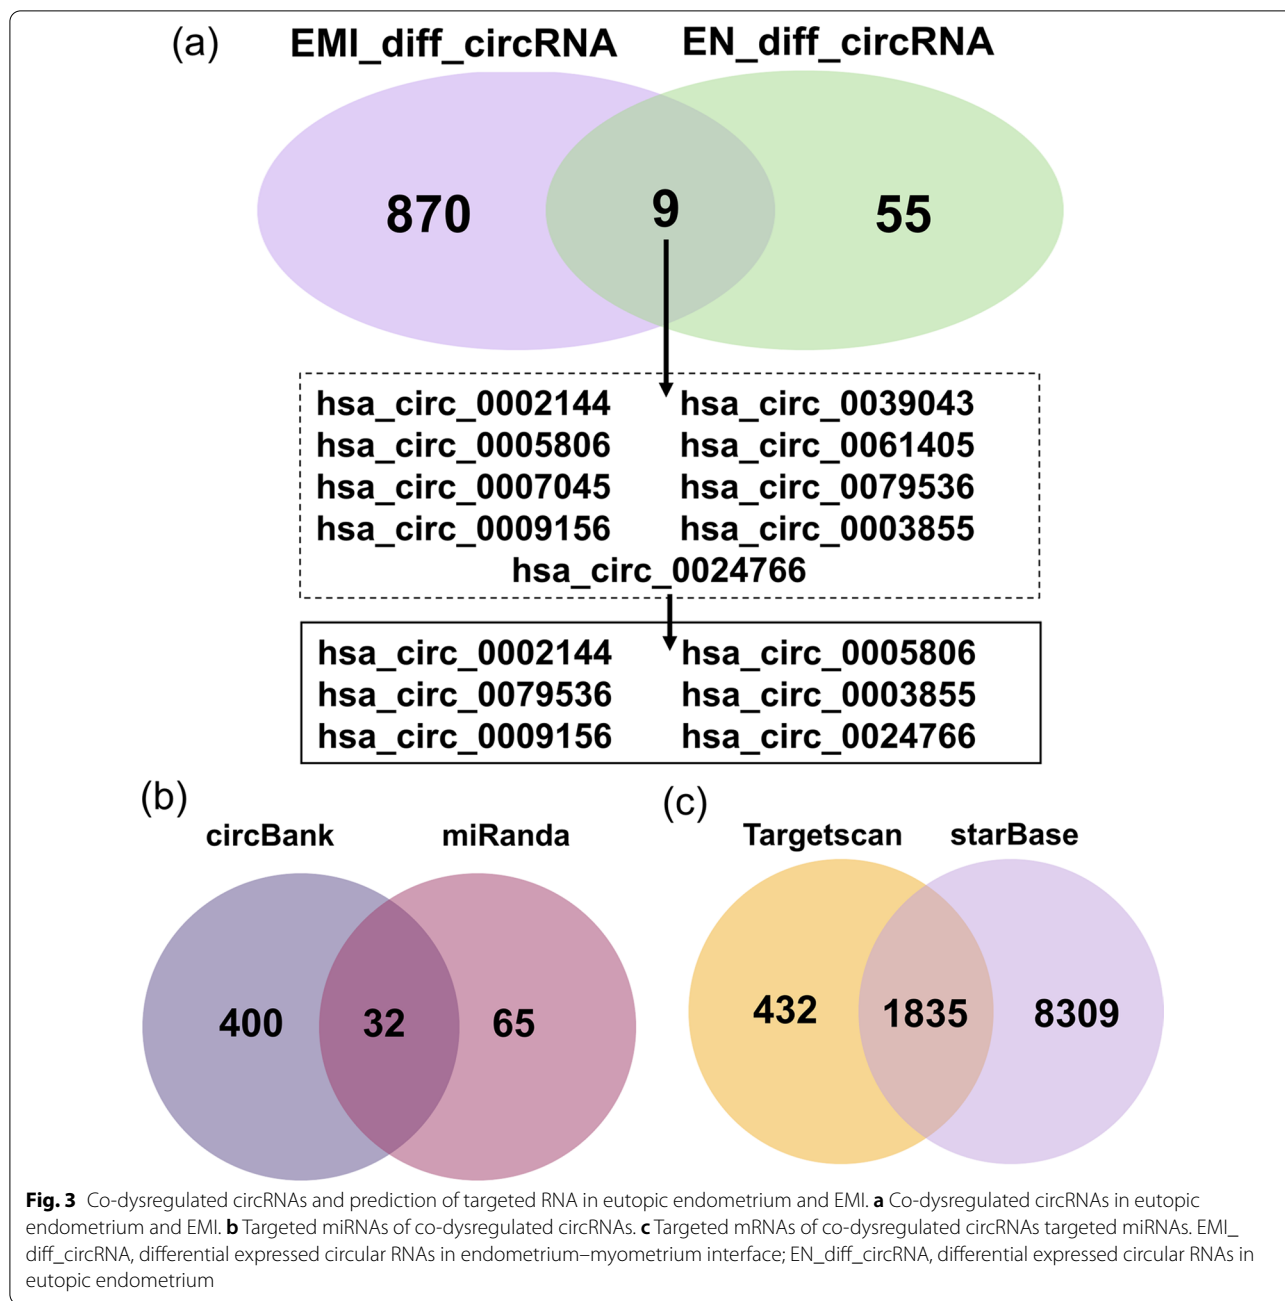 (a)
EMI_diff_circRNA EN_diff_circRNA
870 9 55
hsa_circ_0002144 hsa_circ_0039043
hsa_circ_0005806 hsa_circ_0061405
hsa_circ_0007045 hsa_circ_0079536
hsa_circ_0009156 hsa_circ_0003855
hsa_circ_0024766
hsa_circ_0002144 hsa_circ_0005806
hsa_circ_0079536 hsa_circ_0003855
hsa_circ_0009156 hsa_circ_0024766
(b)
circBank miRanda
400 32 65
(c)
Targetscan starBase
432 1835 8309
Fig. 3 Co-dysregulated circRNAs and prediction of targeted RNA in eutopic endometrium and EMI. a Co-dysregulated circRNAs in eutopic
endometrium and EMI. b Targeted miRNAs of co-dysregulated circRNAs. c Targeted mRNAs of co-dysregulated circRNAs targeted miRNAs. EMI_
diff_circRNA, differential expressed circular RNAs in endometrium–myometrium interface; EN_diff_circRNA, differential expressed circular RNAs in
eutopic endometrium